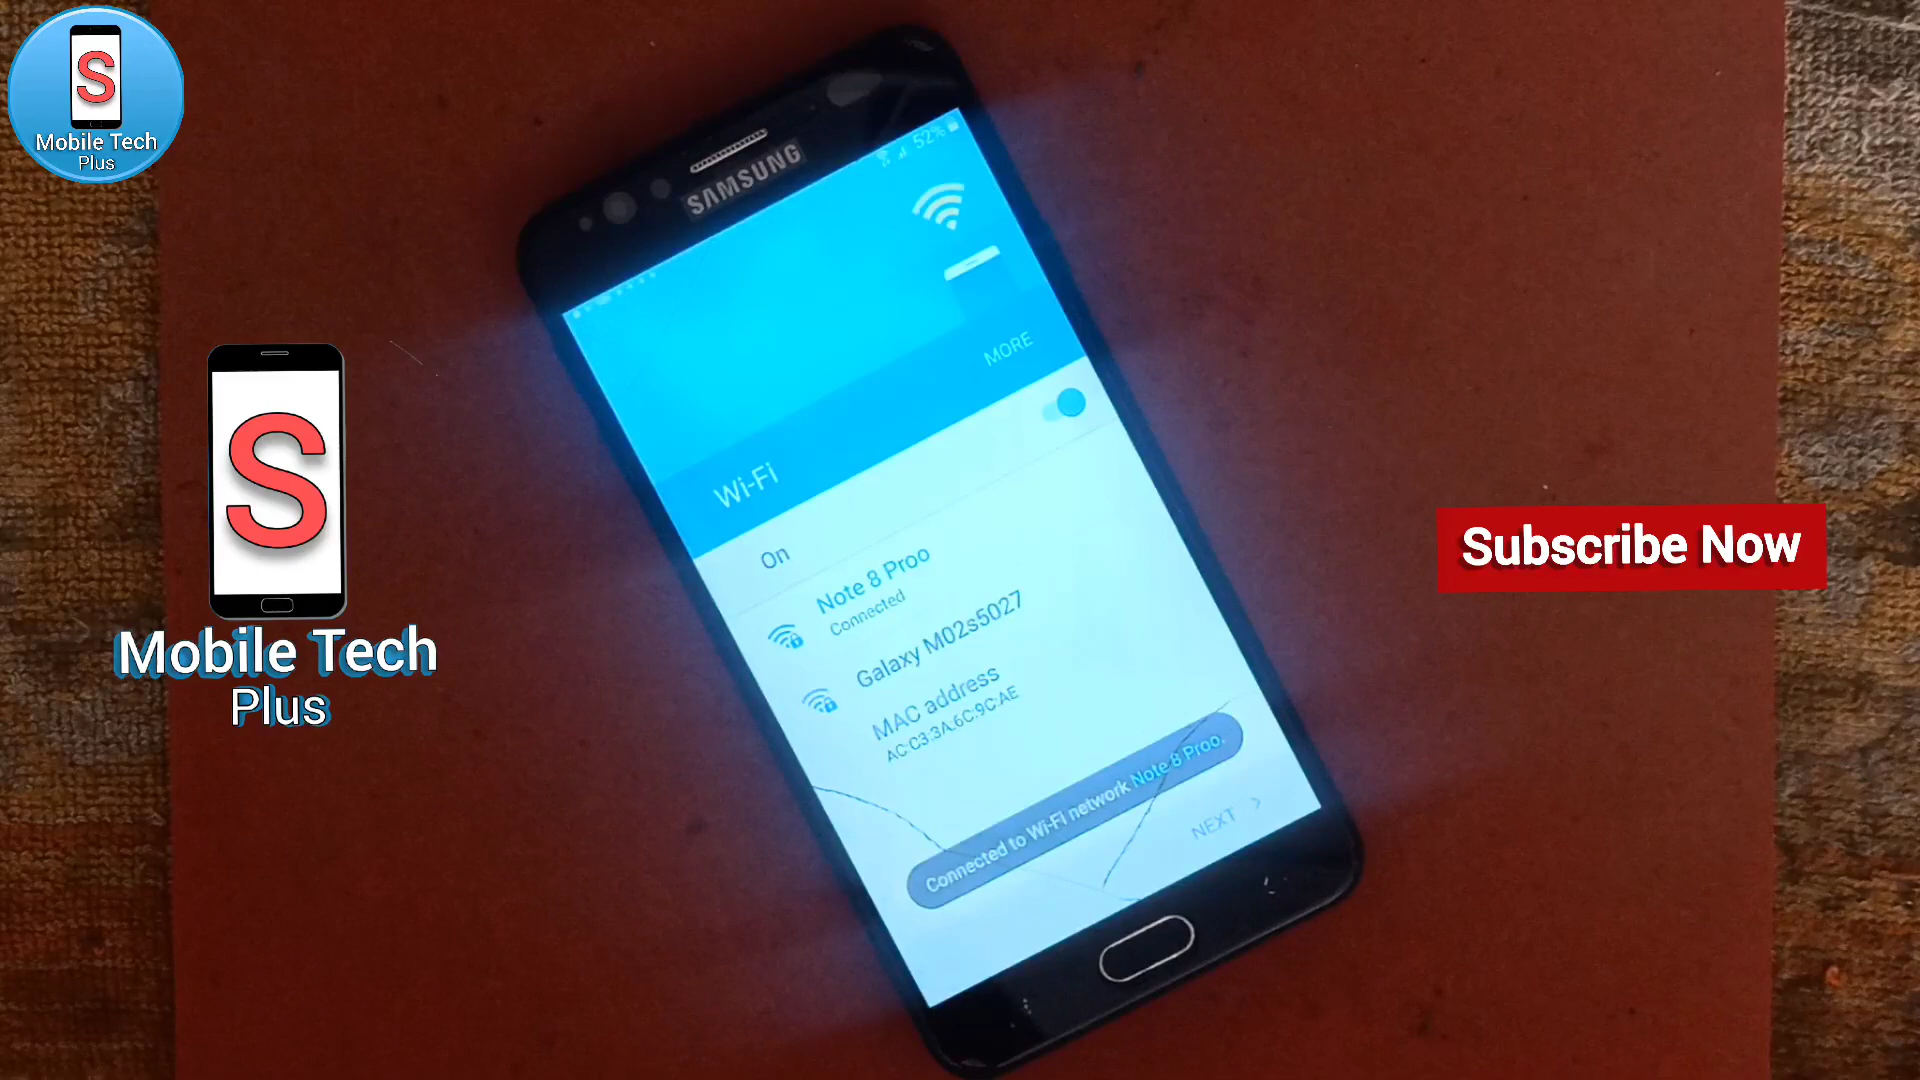 S
Mobile Tech
Plus
SAMSUNG
52%
MORE
Wi-Fi
On
Note 8 Proo
Connected
Galaxy M02s5027
MAC address
AC:C3:3A:6C:9C:AE
Connected to Wi-Fi network Note 8 Proo.
NEXT >
S
Mobile Tech
Plus
Subscribe Now